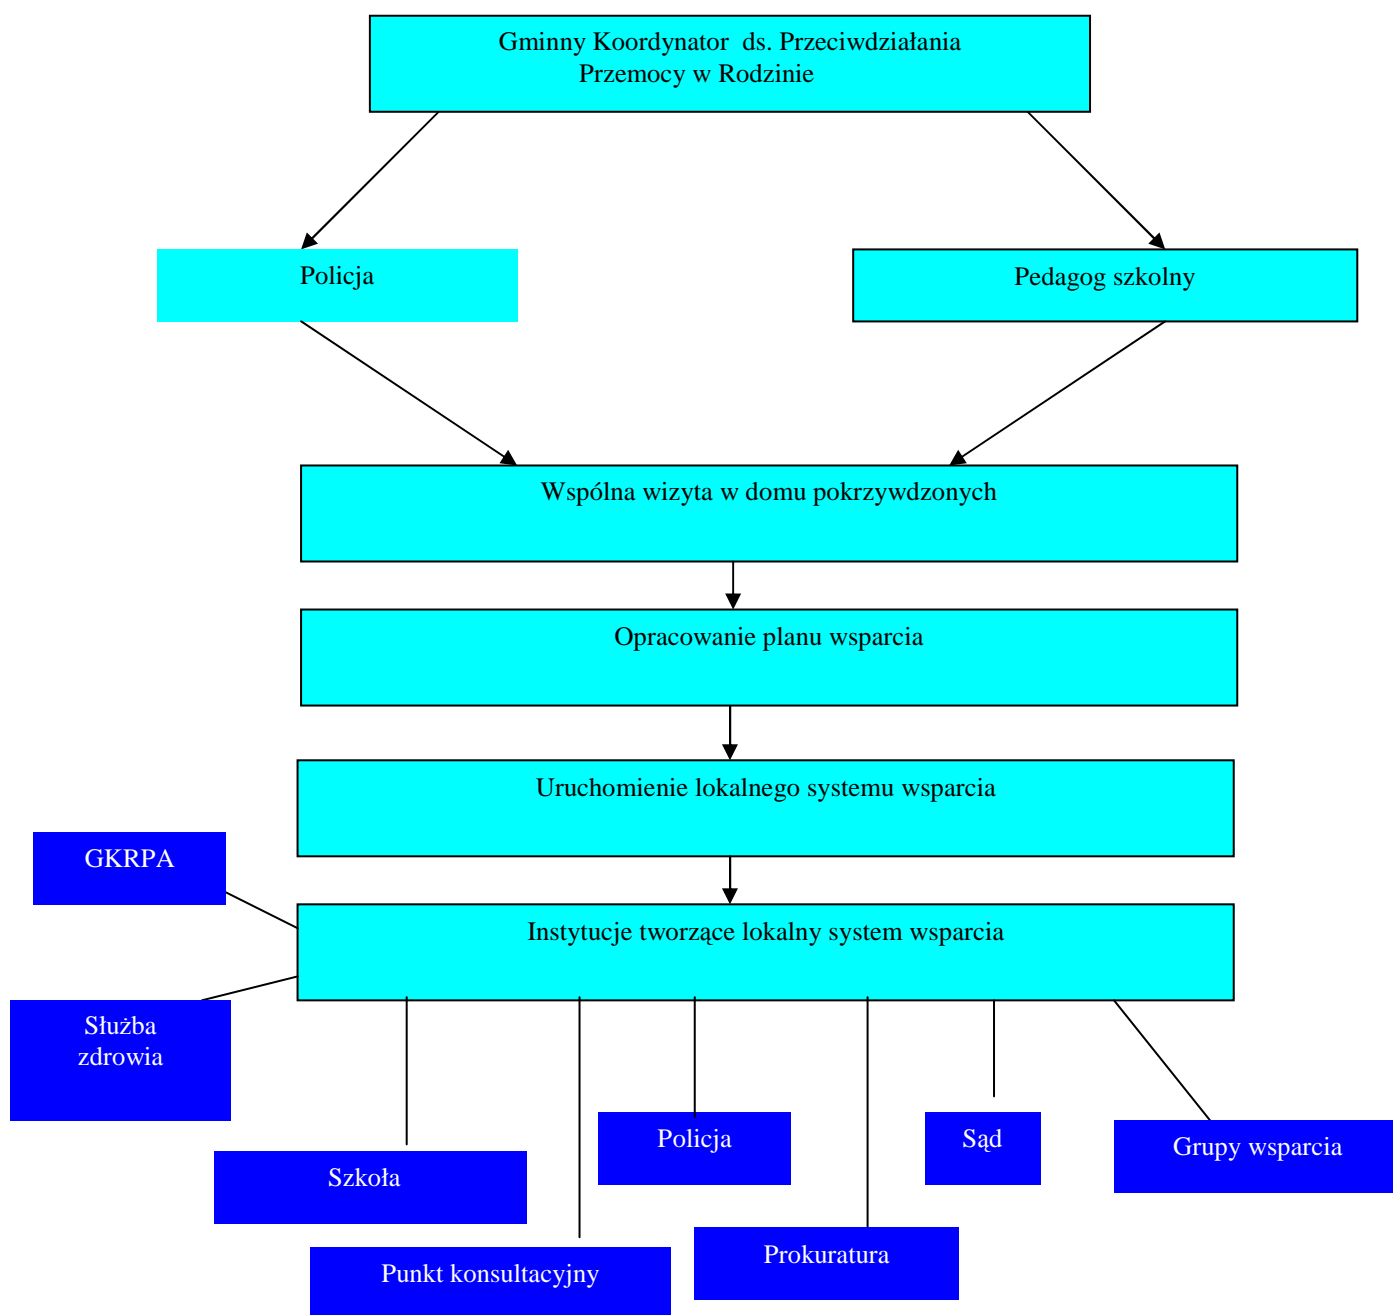 Gminny Koordynator ds. Przeciwdziałania
Przemocy w Rodzinie
Policja
Pedagog szkolny
Wspólna wizyta w domu pokrzywdzonych
Opracowanie planu wsparcia
Uruchomienie lokalnego systemu wsparcia
GKRPA
Instytucje tworzące lokalny system wsparcia
Służba
zdrowia
Szkoła
Punkt konsultacyjny
Policja
Prokuratura
Sąd
Grupy wsparcia